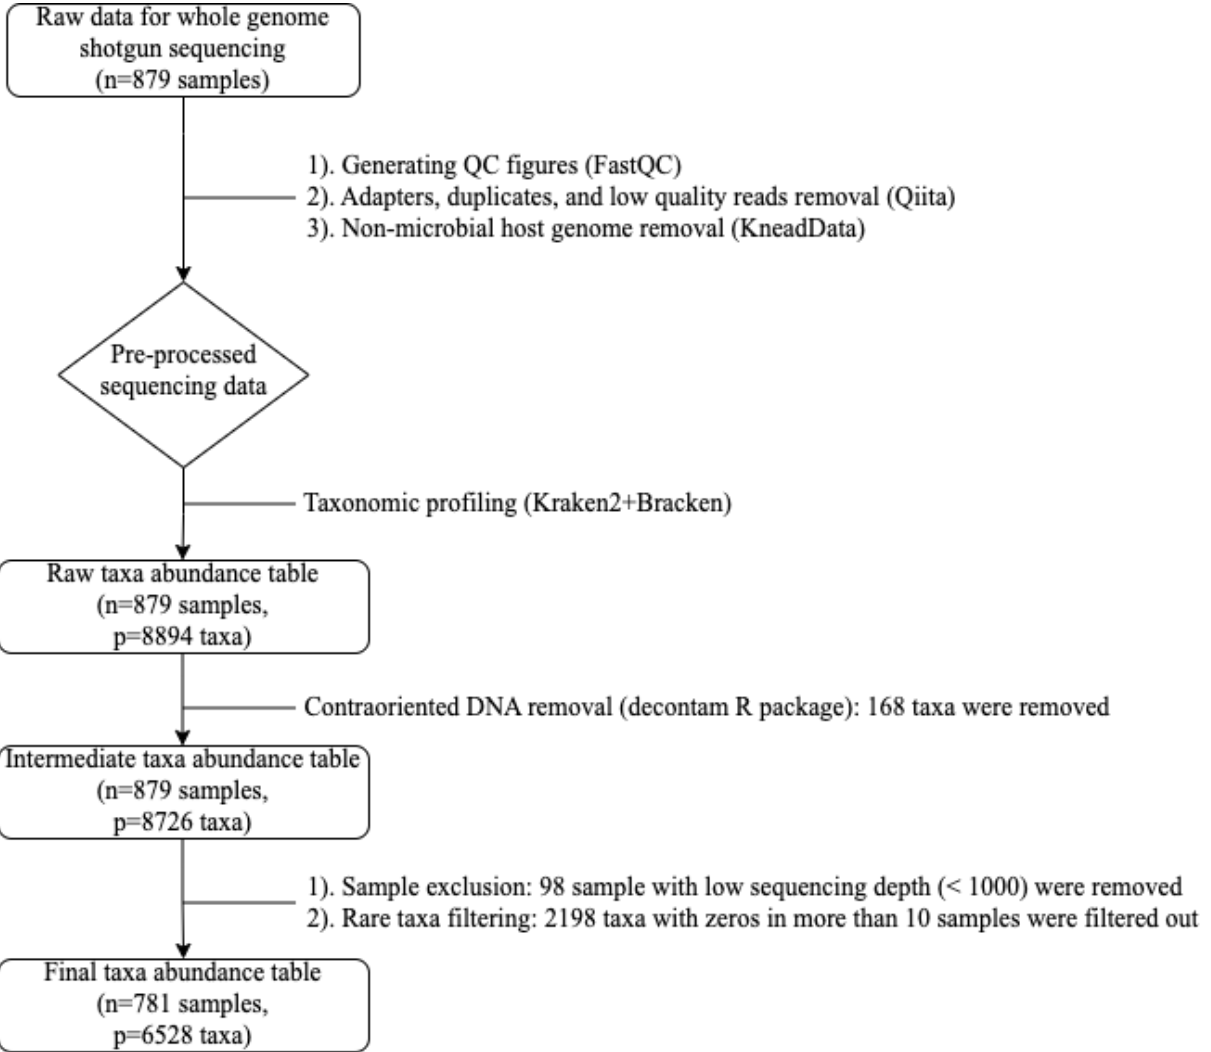 Raw data for whole genome
shotgun sequencing
(n=879 samples)
1). Generating QC figures (FastQC)
2). Adapters, duplicates, and low quality reads removal (Qiita)
3). Non-microbial host genome removal (KneadData)
Pre-processed
sequencing data
Taxonomic profiling (Kraken2+Bracken)
Raw taxa abundance table
(n=879 samples,
p=8894 taxa)
Contraoriented DNA removal (decontam R package): 168 taxa were removed
Intermediate taxa abundance table
(n=879 samples,
p=8726 taxa)
1). Sample exclusion: 98 sample with low sequencing depth (< 1000) were removed
2). Rare taxa filtering: 2198 taxa with zeros in more than 10 samples were filtered out
Final taxa abundance table
(n=781 samples,
p=6528 taxa)